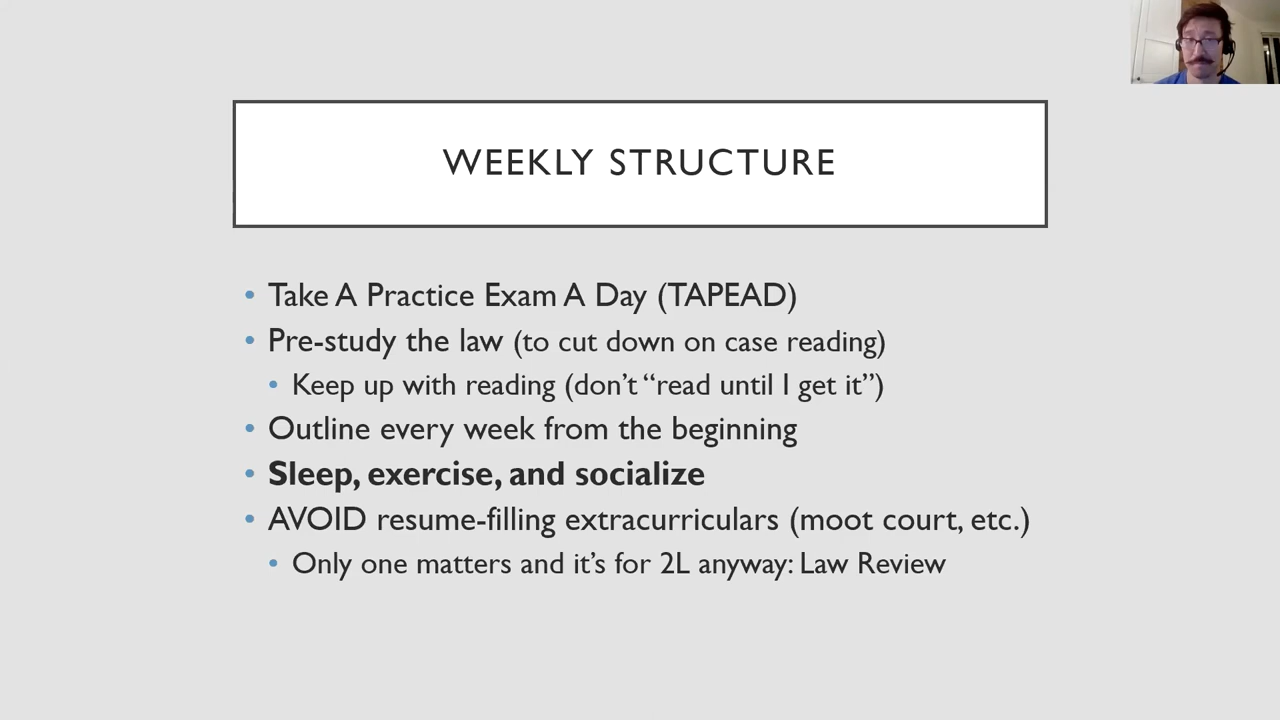 WEEKLY STRUCTURE
• Take A Practice Exam A Day (TAPEAD)
• Pre-study the law (to cut down on case reading)
• Keep up with reading (don’t “read until I get it”)
• Outline every week from the beginning
• Sleep, exercise, and socialize
• AVOID resume-filling extracurriculars (moot court, etc.)
• Only one matters and it’s for 2L anyway: Law Review